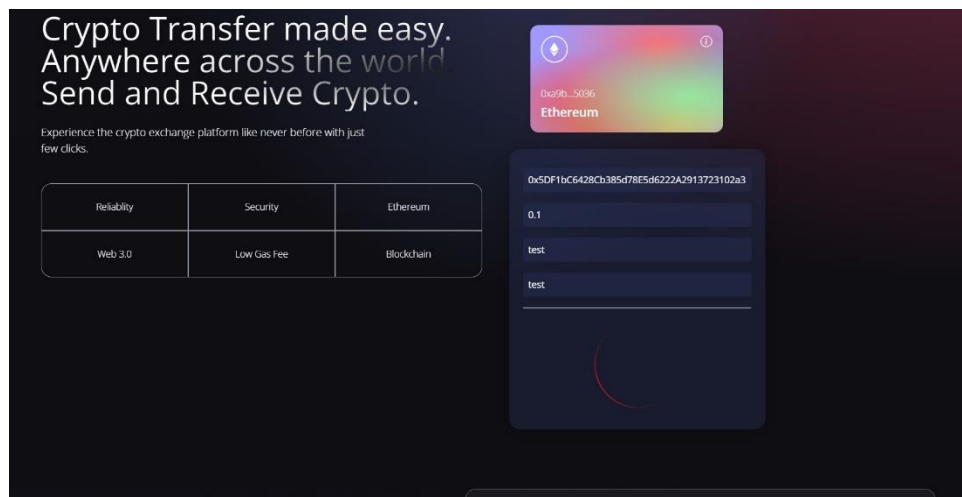 Crypto Transfer made easy.
Anywhere across the world.
Send and Receive Crypto.
Experience the crypto exchange platform like never before with just
few clicks.
Reliablity
Security
Ethereum
Web 3.0
Low Gas Fee
Blockchain
0xa9b...5036
Ethereum
0x5DF1bC6428Cb385d78E5d6222A2913723102a3
0.1
test
test